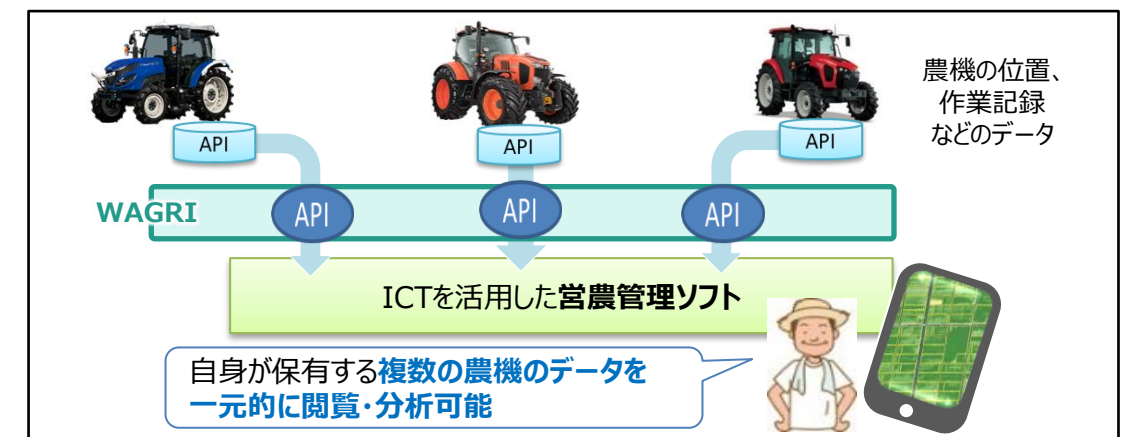 農機の位置、
作業記録
などのデータ
API
API
API
WAGRI
API
API
API
ICTを活用した営農管理ソフト
自身が保有する複数の農機のデータを
一元的に閲覧・分析可能